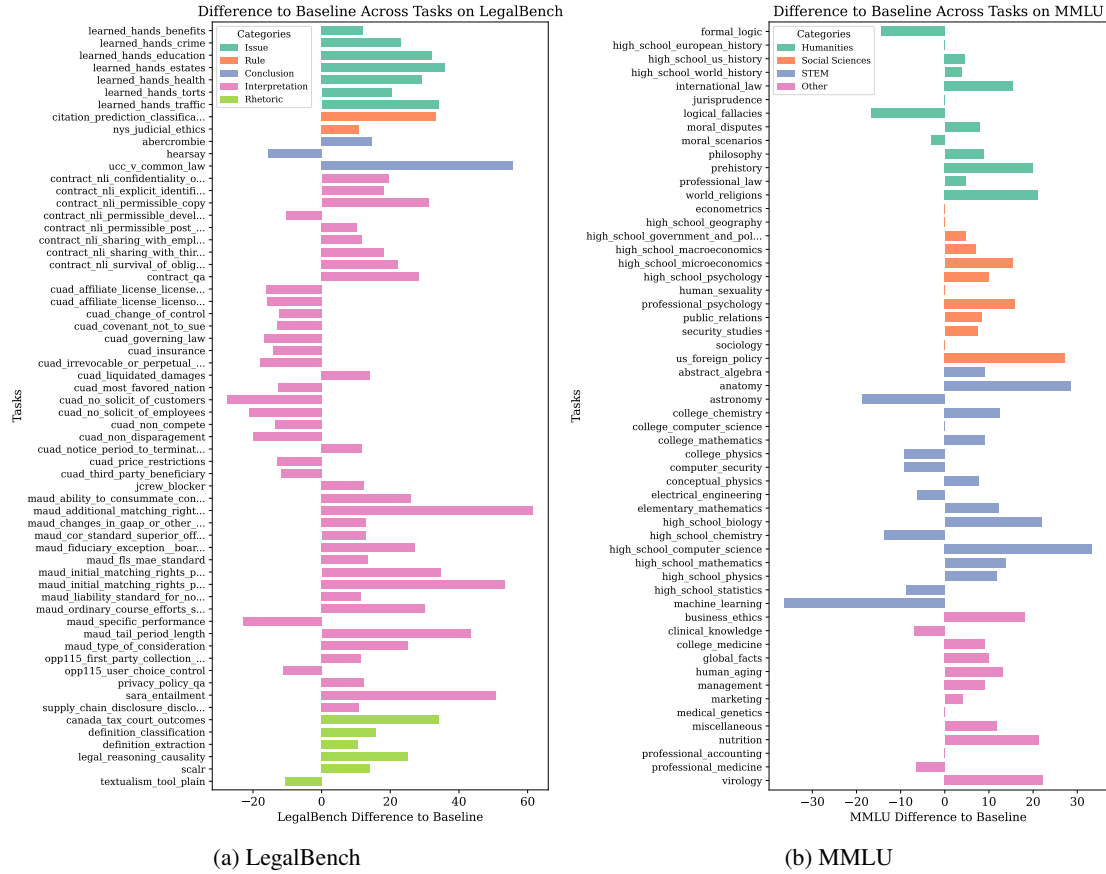 Difference to Baseline Across Tasks on LegalBench
Tasks
learned_hands_benefits
learned_hands_crime
learned_hands_education
learned_hands_estates
learned_hands_health
learned_hands_torts
learned_hands_traffic
citation_prediction_classifica...
nys_judicial_ethics
abercrombie
hearsay
ucc_v_common_law
contract_nli_confidentiality_o...
contract_nli_explicit_identifi...
contract_nli_permissible_copy
contract_nli_permissible_devel...
contract_nli_permissible_post_...
contract_nli_sharing_with_empl...
contract_nli_sharing_with_thir...
contract_nli_survival_of_oblig...
contract_qa
cuad_affiliate_license_license...
cuad_affiliate_license_licenso...
cuad_change_of_control
cuad_covenant_not_to_sue
cuad_governing_law
cuad_insurance
cuad_irrevocable_or_perpetual_...
cuad_liquidated_damages
cuad_most_favored_nation
cuad_no_solicit_of_customers
cuad_no_solicit_of_employees
cuad_non_compete
cuad_non_disparagement
cuad_notice_period_to_terminat...
cuad_price_restrictions
cuad_third_party_beneficiary
jcrew_blocker
maud_ability_to_consummate_con...
maud_additional_matching_right...
maud_changes_in_gaap_or_other_...
maud_cor_standard_superior_off...
maud_fiduciary_exception__boar...
maud_fls_mae_standard
maud_initial_matching_rights_p...
maud_initial_matching_rights_p...
maud_liability_standard_for_no...
maud_ordinary_course_efforts_s...
maud_specific_performance
maud_tail_period_length
maud_type_of_consideration
opp115_first_party_collection_...
opp115_user_choice_control
privacy_policy_qa
sara_entailment
supply_chain_disclosure_disclo...
canada_tax_court_outcomes
definition_classification
definition_extraction
legal_reasoning_causality
scalr
textualism_tool_plain
Categories
Issue
Rule
Conclusion
Interpretation
Rhetoric
−20 0 20 40 60
LegalBench Difference to Baseline
(a) LegalBench
Difference to Baseline Across Tasks on MMLU
Tasks
formal_logic
high_school_european_history
high_school_us_history
high_school_world_history
international_law
jurisprudence
logical_fallacies
moral_disputes
moral_scenarios
philosophy
prehistory
professional_law
world_religions
econometrics
high_school_geography
high_school_government_and_pol...
high_school_macroeconomics
high_school_microeconomics
high_school_psychology
human_sexuality
professional_psychology
public_relations
security_studies
sociology
us_foreign_policy
abstract_algebra
anatomy
astronomy
college_chemistry
college_computer_science
college_mathematics
college_physics
computer_security
conceptual_physics
electrical_engineering
elementary_mathematics
high_school_biology
high_school_chemistry
high_school_computer_science
high_school_mathematics
high_school_physics
high_school_statistics
machine_learning
business_ethics
clinical_knowledge
college_medicine
global_facts
human_aging
management
marketing
medical_genetics
miscellaneous
nutrition
professional_accounting
professional_medicine
virology
Categories
Humanities
Social Sciences
STEM
Other
−30 −20 −10 0 10 20 30
MMLU Difference to Baseline
(b) MMLU